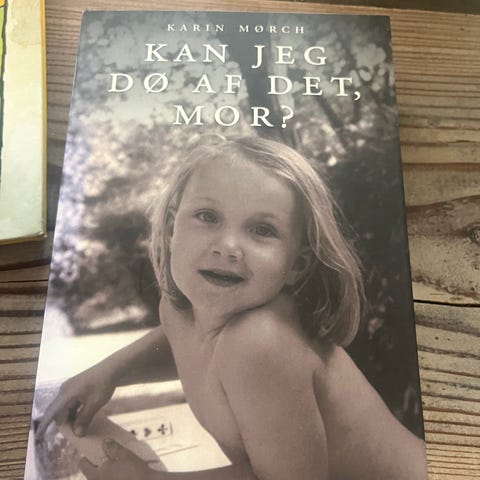 KARIN MØRCH
KAN JEG
DØ AF DET,
MOR?